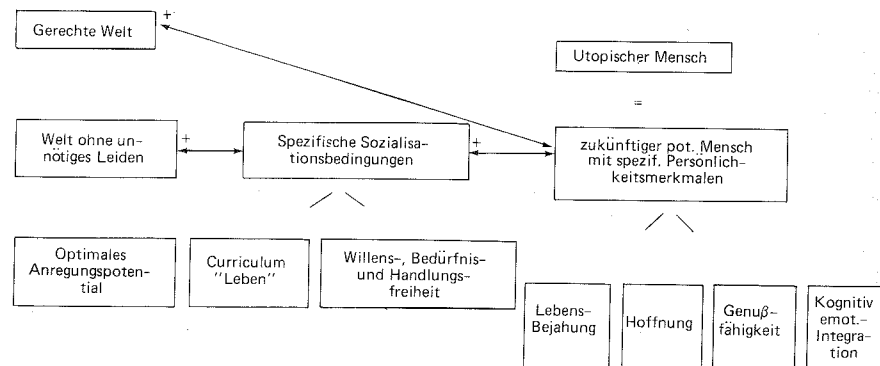 Gerechte Welt
+
Utopischer Mensch
=
Welt ohne un-
nötiges Leiden
+
Spezifische Sozialisa-
tionsbedingungen
+
zukünftiger pot. Mensch
mit spezif. Persönlich-
keitsmerkmalen
Optimales
Anregungspoten-
tial
Curriculum
"Leben"
Willens-, Bedürfnis-
und Handlungs-
freiheit
Lebens-
Bejahung
Hoffnung
Genuβ-
fähigkeit
Kognitiv
emot.-
Integra-
tion